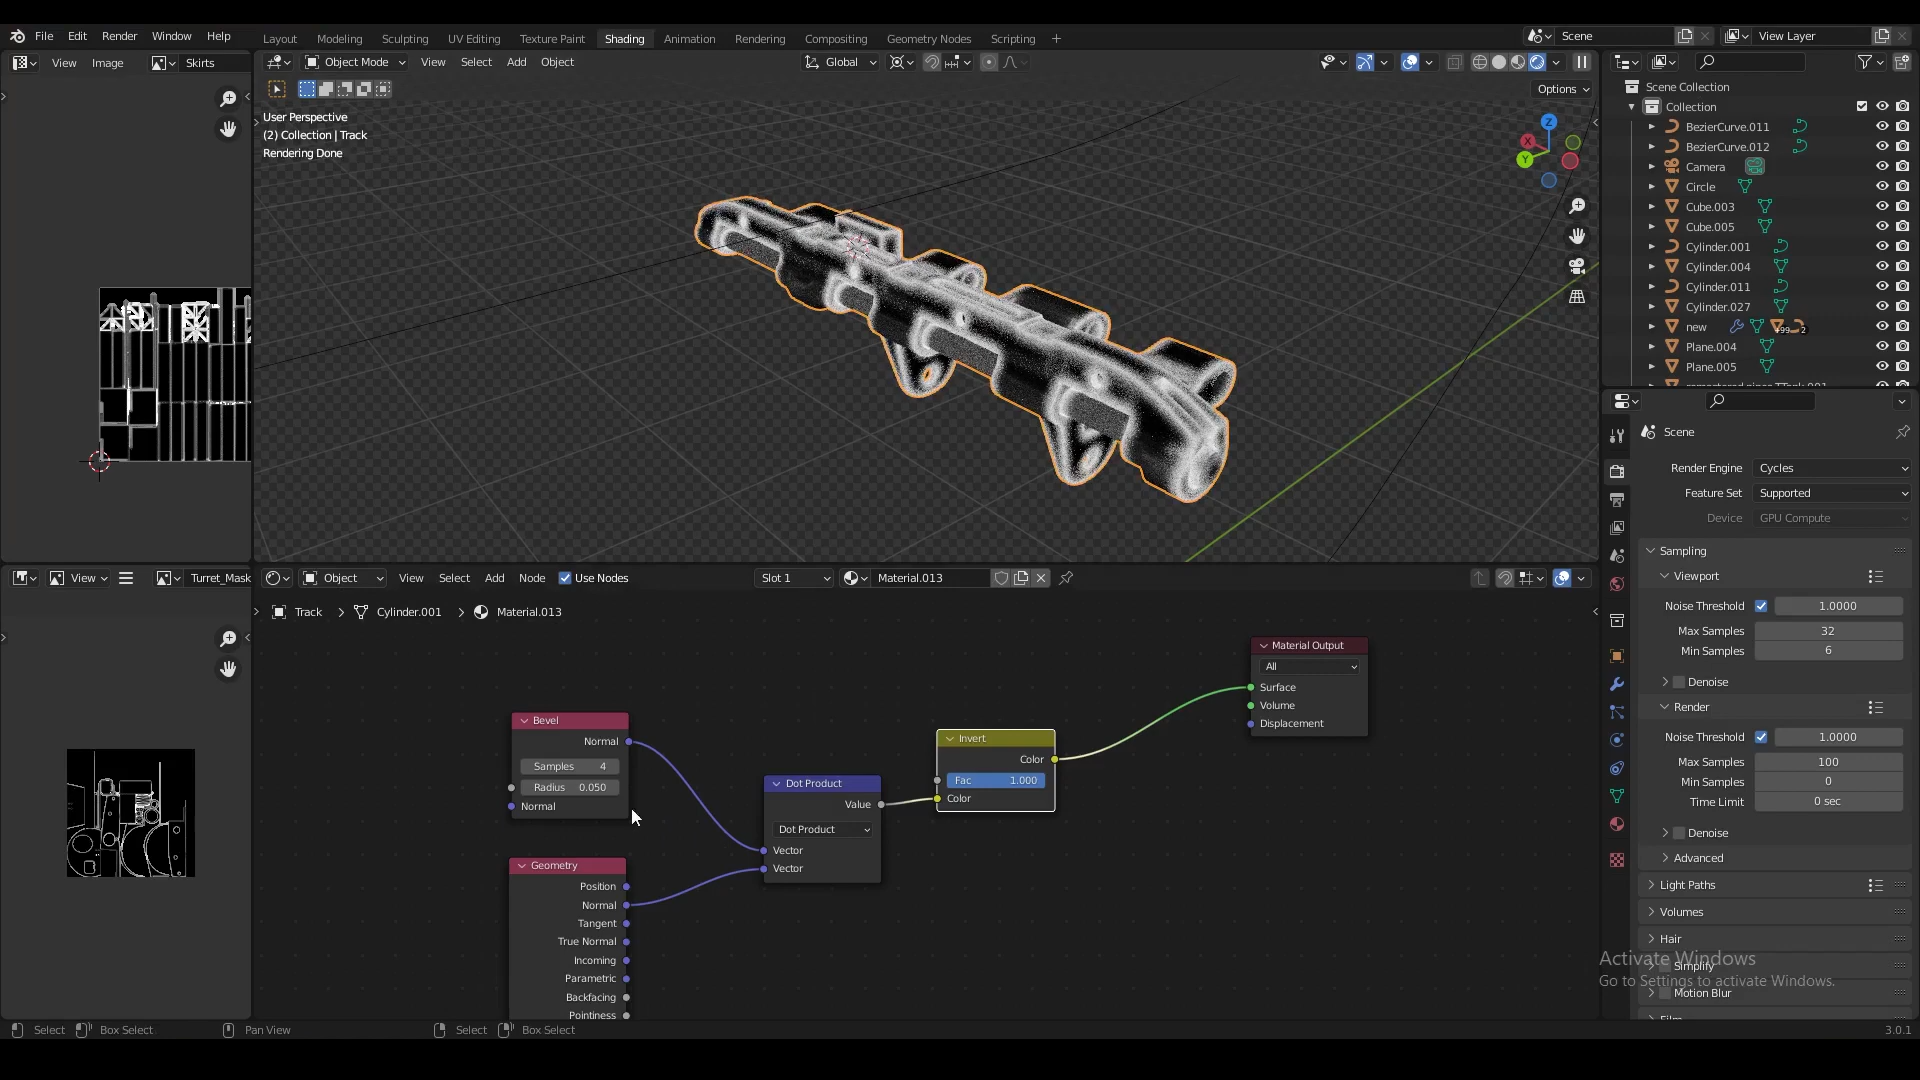 File Edit Render Window Help
Layout Modeling Sculpting UV Editing Texture Paint Shading Animation Rendering Compositing Geometry Nodes Scripting +
Scene
View Layer
View Image Skirts
Object Mode View Select Add Object
Global
Options
User Perspective
(2) Collection | Track
Rendering Done
Z
X
Y
Scene Collection
Collection
BezierCurve.011
BezierCurve.012
Camera
Circle
Cube.003
Cube.005
Cylinder.001
Cylinder.004
Cylinder.011
Cylinder.027
new +99 2
Plane.004
Plane.005
Scene
Render Engine Cycles
Feature Set Supported
Device GPU Compute
Sampling
Viewport
Noise Threshold 1.0000
Max Samples 32
Min Samples 6
Denoise
Render
Noise Threshold 1.0000
Max Samples 100
Min Samples 0
Time Limit 0 sec
Denoise
Advanced
Light Paths
Volumes
Hair
Simplify
Motion Blur
Activate Windows
Go to Settings to activate Windows.
View Turret_Mask
Object View Select Add Node Use Nodes Slot 1 Material.013
Track > Cylinder.001 > Material.013
Bevel
Normal
Samples 4
Radius 0.050
Normal
Geometry
Position
Normal
Tangent
True Normal
Incoming
Parametric
Backfacing
Pointiness
Dot Product
Value
Dot Product
Vector
Vector
Invert
Color
Fac 1.000
Color
Material Output
All
Surface
Volume
Displacement
Select Box Select Pan View Select Box Select 3.0.1